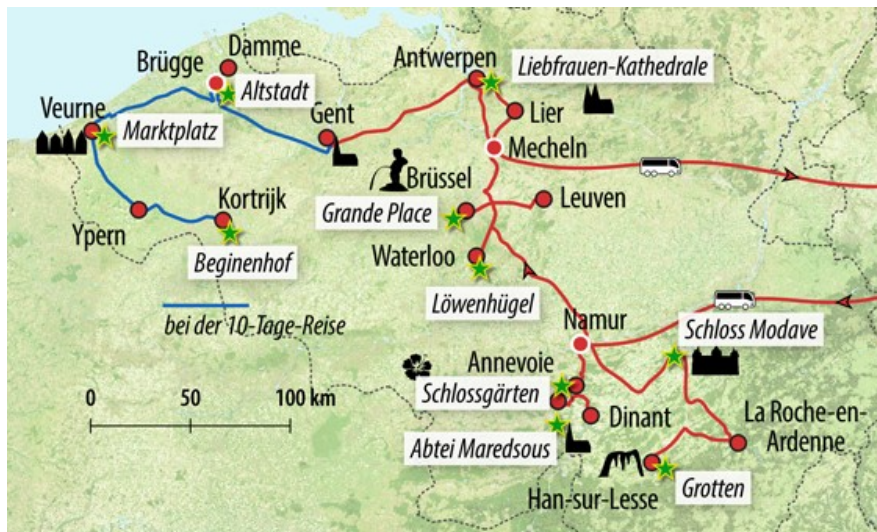 Damme
Brügge
Altstadt
Antwerpen
Liebfrauen-Kathedrale
Veurne
Marktplatz
Gent
Lier
Mecheln
Brüssel
Grande Place
Leuven
Ypern
Kortrijk
Beginenhof
Waterloo
Löwenhügel
bei der 10-Tage-Reise
Namur
Schloss Modave
0 50 100 km
Annevoie
Schlossgärten
Dinant
Abtei Maredsous
La Roche-en-
Ardenne
Han-sur-Lesse
Grotten